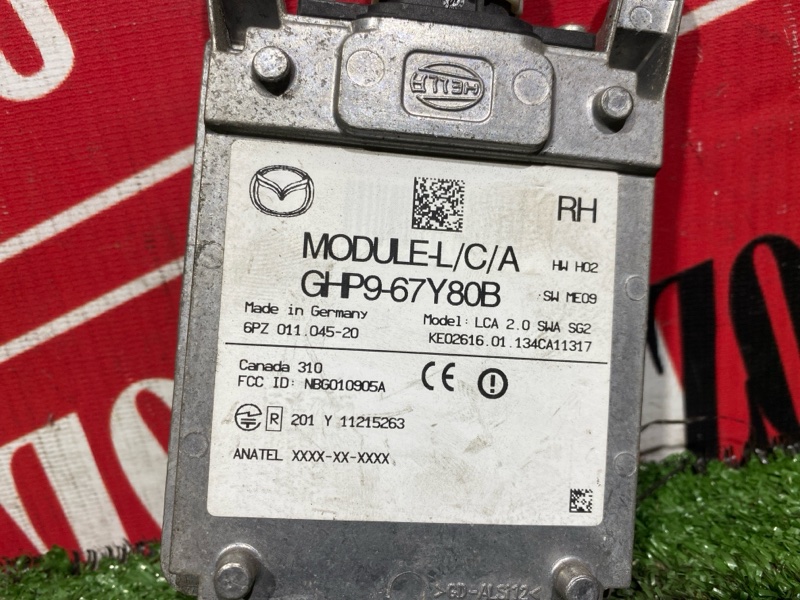 HELLA
RH
MODULE-L/C/A HW H02
GHP9-67Y80B SW ME09
Made in Germany Model: LCA 2.0 SWA SG2
6PZ 011.045-20 KE02616.01.134CA11317
Canada 310
FCC ID: NBG010905A CE
R 201 Y 11215263
ANATEL XXXX-XX-XXXX